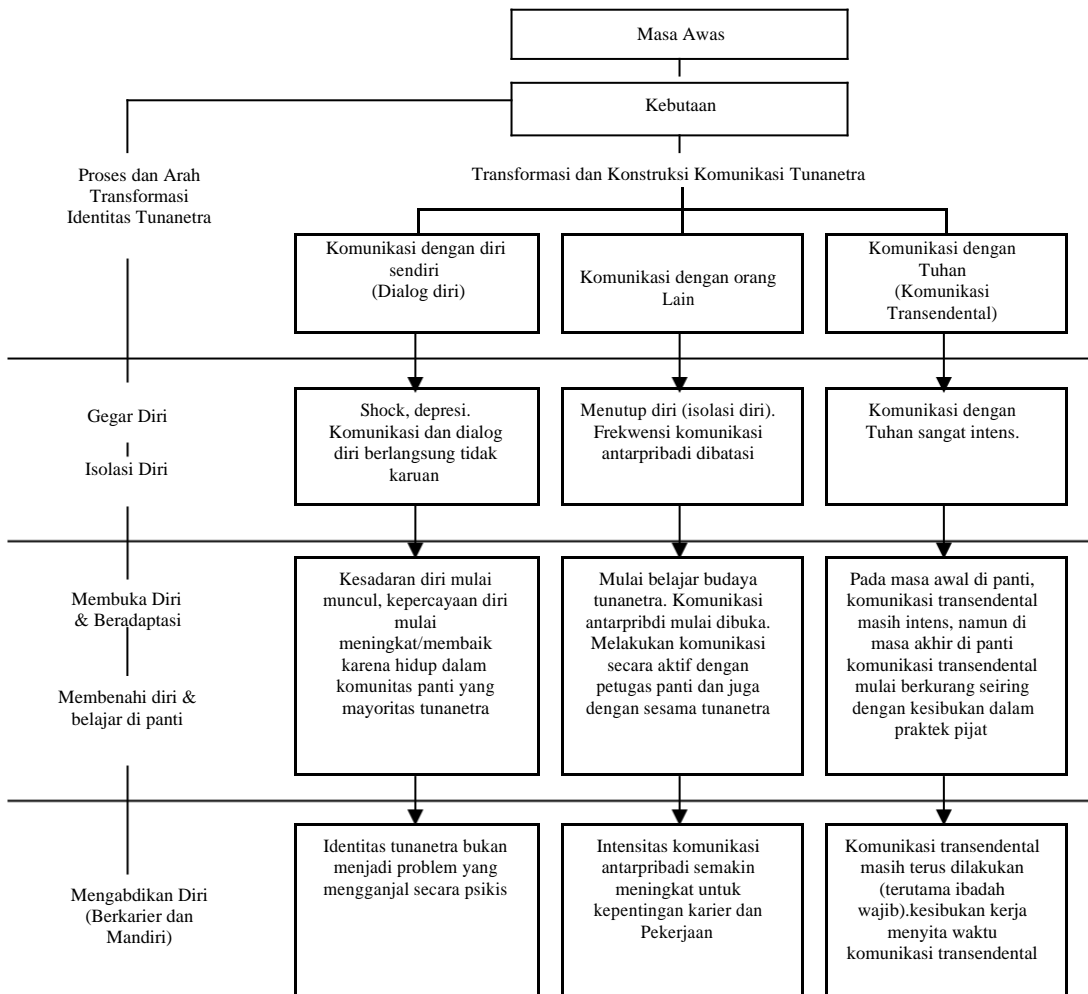 Masa Awas
Kebutaan
Proses dan Arah
Transformasi
Identitas Tunanetra
Transformasi dan Konstruksi Komunikasi Tunanetra
Komunikasi dengan diri
sendiri
(Dialog diri)
Komunikasi dengan orang
Lain
Komunikasi dengan
Tuhan
(Komunikasi
Transendental)
Gegar Diri
Isolasi Diri
Shock, depresi.
Komunikasi dan dialog
diri berlangsung tidak
karuan
Menutup diri (isolasi diri).
Frekwensi komunikasi
antarpribadi dibatasi
Komunikasi dengan
Tuhan sangat intens.
Membuka Diri
& Beradaptasi
Membenahi diri &
belajar di panti
Kesadaran diri mulai
muncul, kepercayaan diri
mulai
meningkat/membaik
karena hidup dalam
komunitas panti yang
mayoritas tunanetra
Mulai belajar budaya
tunanetra. Komunikasi
antarpribdi mulai dibuka.
Melakukan komunikasi
secara aktif dengan
petugas panti dan juga
dengan sesama tunanetra
Pada masa awal di panti,
komunikasi transendental
masih intens, namun di
masa akhir di panti
komunikasi transendental
mulai berkurang seiring
dengan kesibukan dalam
praktek pijat
Mengabdikan Diri
(Berkarier dan
Mandiri)
Identitas tunanetra bukan
menjadi problem yang
mengganjal secara psikis
Intensitas komunikasi
antarpribadi semakin
meningkat untuk
kepentingan karier dan
Pekerjaan
Komunikasi transendental
masih terus dilakukan
(terutama ibadah
wajib).kesibukan kerja
menyita waktu
komunikasi transendental